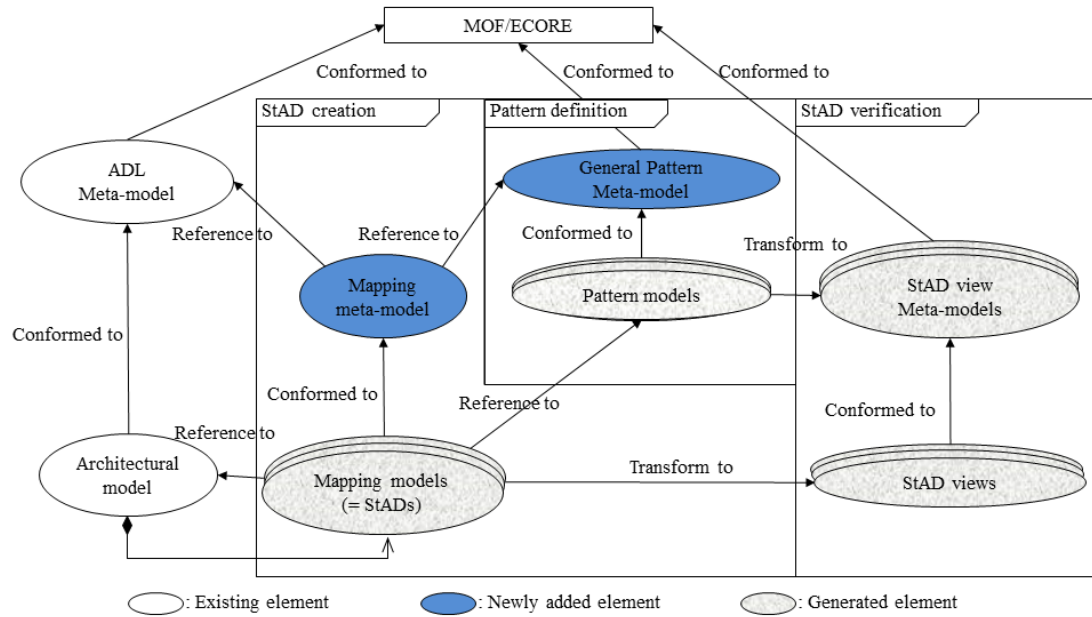 MOF/ECORE
Conformed to
Conformed to
Conformed to
StAD creation
Pattern definition
StAD verification
ADL
Meta-model
General Pattern
Meta-model
Reference to
Reference to
Conformed to
Transform to
Mapping
meta-model
Pattern models
StAD view
Meta-models
Conformed to
Conformed to
Reference to
Conformed to
Reference to
Architectural
model
Mapping models
(= StADs)
Transform to
StAD views
: Existing element
: Newly added element
: Generated element